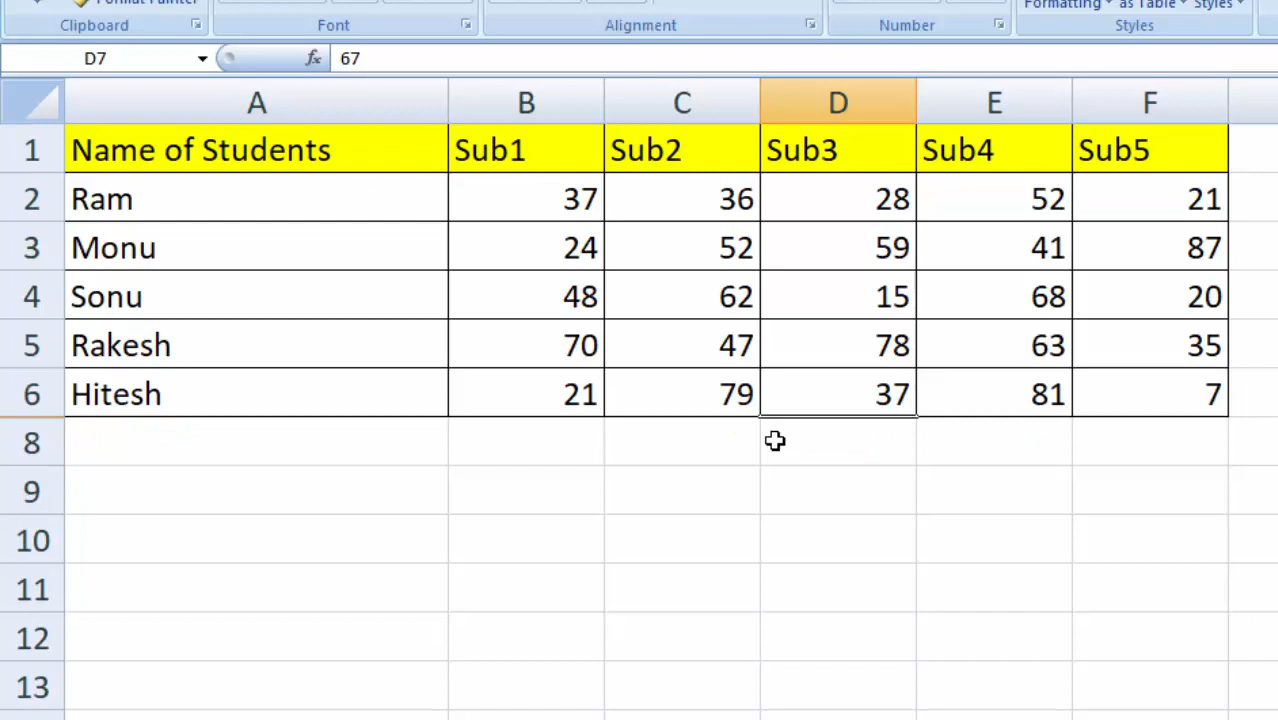 Format Painter
Formatting as Table Styles
Clipboard Font Alignment Number Styles
D7 fx 67
A B C D E F
1 Name of Students Sub1 Sub2 Sub3 Sub4 Sub5
2 Ram 37 36 28 52 21
3 Monu 24 52 59 41 87
4 Sonu 48 62 15 68 20
5 Rakesh 70 47 78 63 35
6 Hitesh 21 79 37 81 7
8
9
10
11
12
13